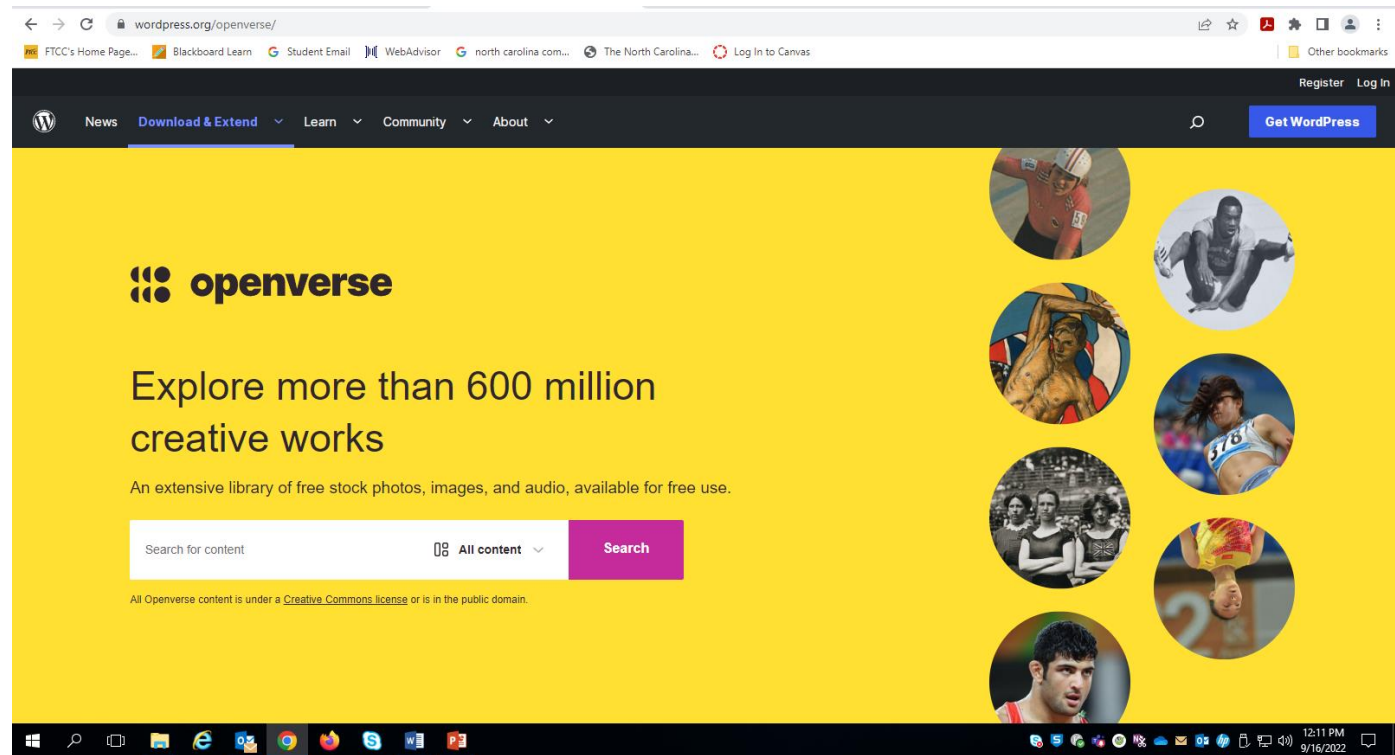 wordpress.org/openverse/
FTCC's Home Page... Blackboard Learn G Student Email WebAdvisor G north carolina com... The North Carolina... Log In to Canvas Other bookmarks
Register Log In
W News Download & Extend Learn Community About Get WordPress
openverse
Explore more than 600 million
creative works
An extensive library of free stock photos, images, and audio, available for free use.
Search for content All content Search
All Openverse content is under a Creative Commons license or is in the public domain.
378
2
12:11 PM
9/16/2022